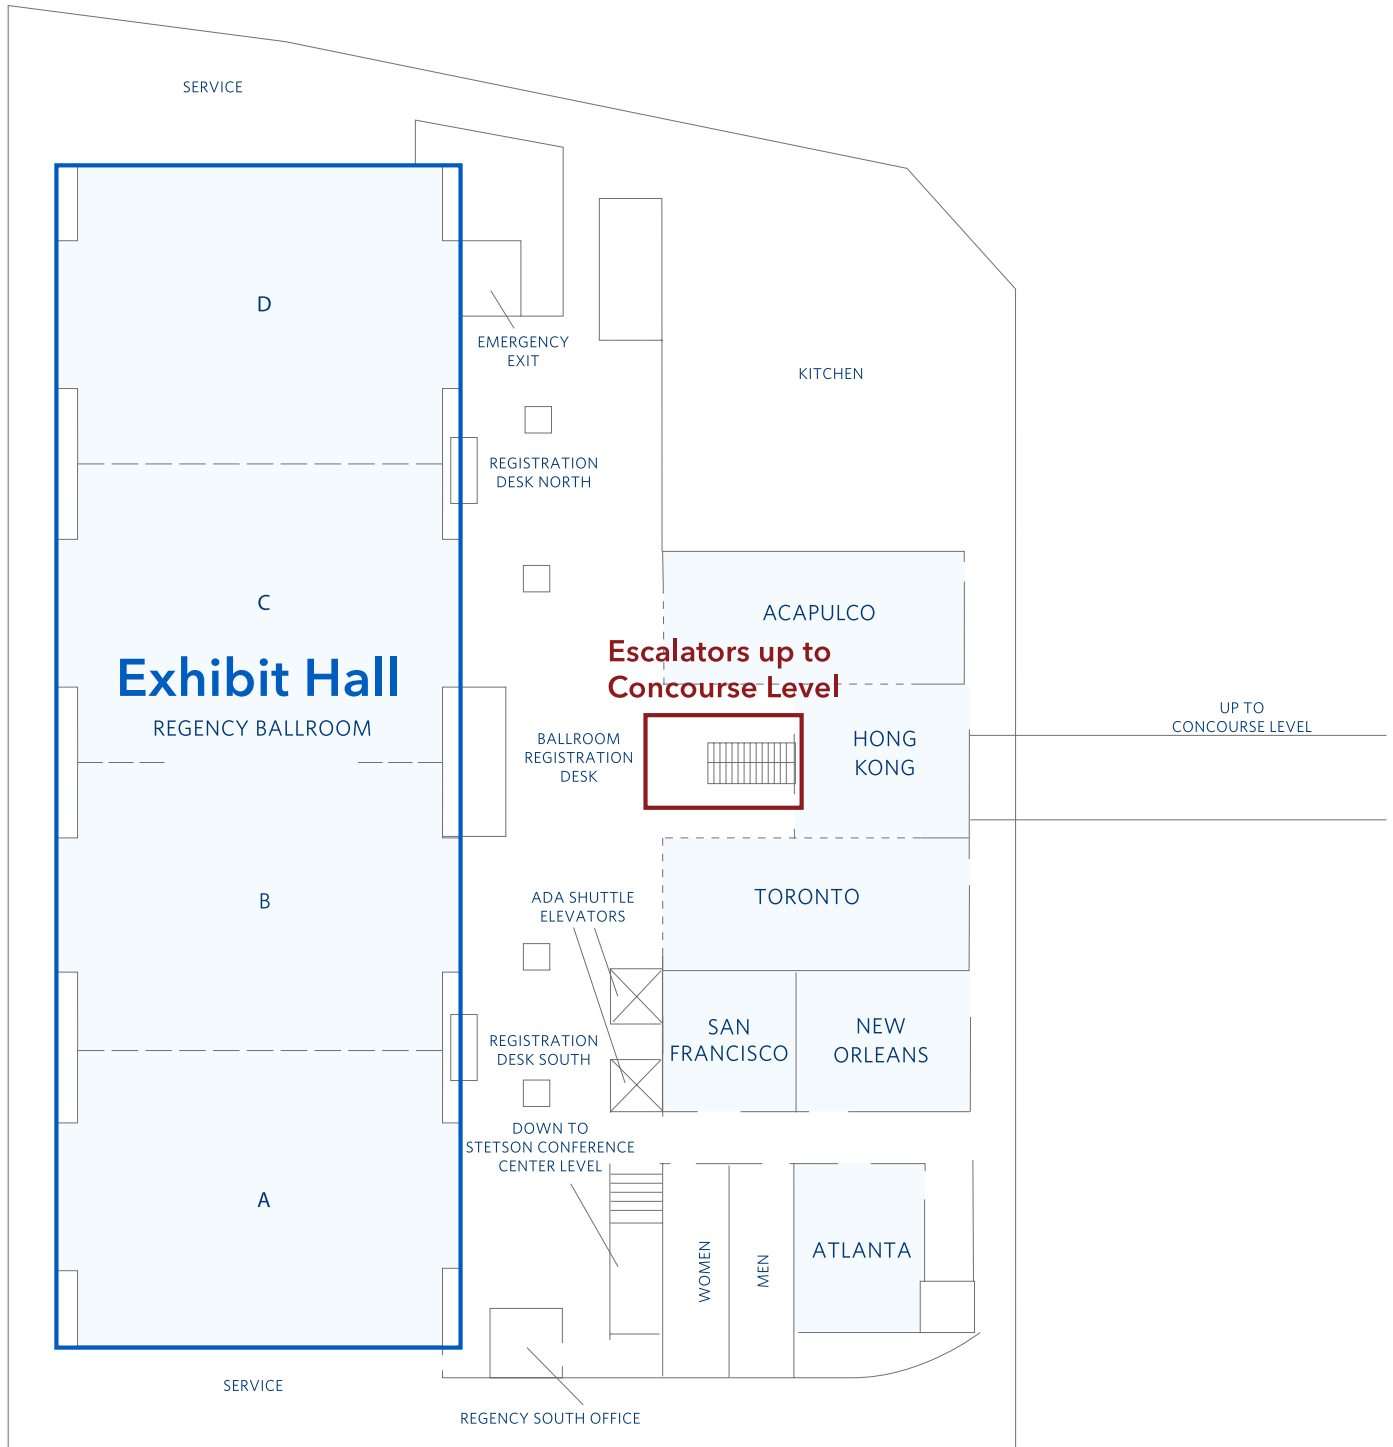 SERVICE
D
EMERGENCY
EXIT
KITCHEN
REGISTRATION
DESK NORTH
C
ACAPULCO
Escalators up to
Concourse Level
Exhibit Hall
REGENCY BALLROOM
BALLROOM
REGISTRATION
DESK
HONG
KONG
UP TO
CONCOURSE LEVEL
B
ADA SHUTTLE
ELEVATORS
TORONTO
REGISTRATION
DESK SOUTH
SAN
FRANCISCO
NEW
ORLEANS
DOWN TO
STETSON CONFERENCE
CENTER LEVEL
A
WOMEN
MEN
ATLANTA
SERVICE
REGENCY SOUTH OFFICE